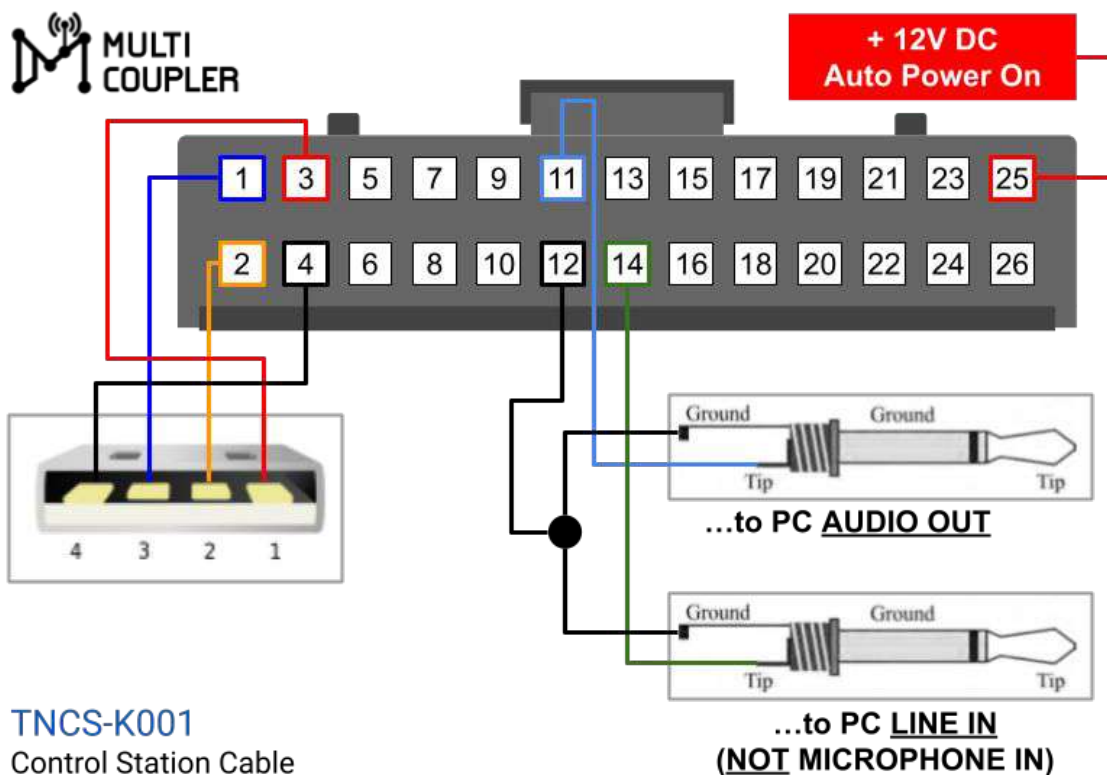 MULTI
COUPLER
+ 12V DC
Auto Power On
1 3 5 7 9 11 13 15 17 19 21 23 25
2 4 6 8 10 12 14 16 18 20 22 24 26
4 3 2 1
Ground Ground
Tip Tip
...to PC AUDIO OUT
Ground Ground
Tip Tip
...to PC LINE IN
(NOT MICROPHONE IN)
TNCS-K001
Control Station Cable